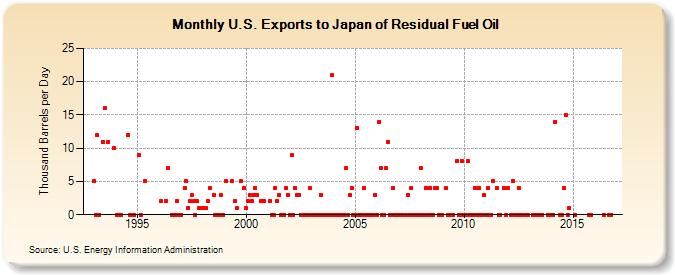 Monthly U.S. Exports to Japan of Residual Fuel Oil
Thousand Barrels per Day
25
20
15
10
5
0
1995 2000 2005 2010 2015
Source: U.S. Energy Information Administration